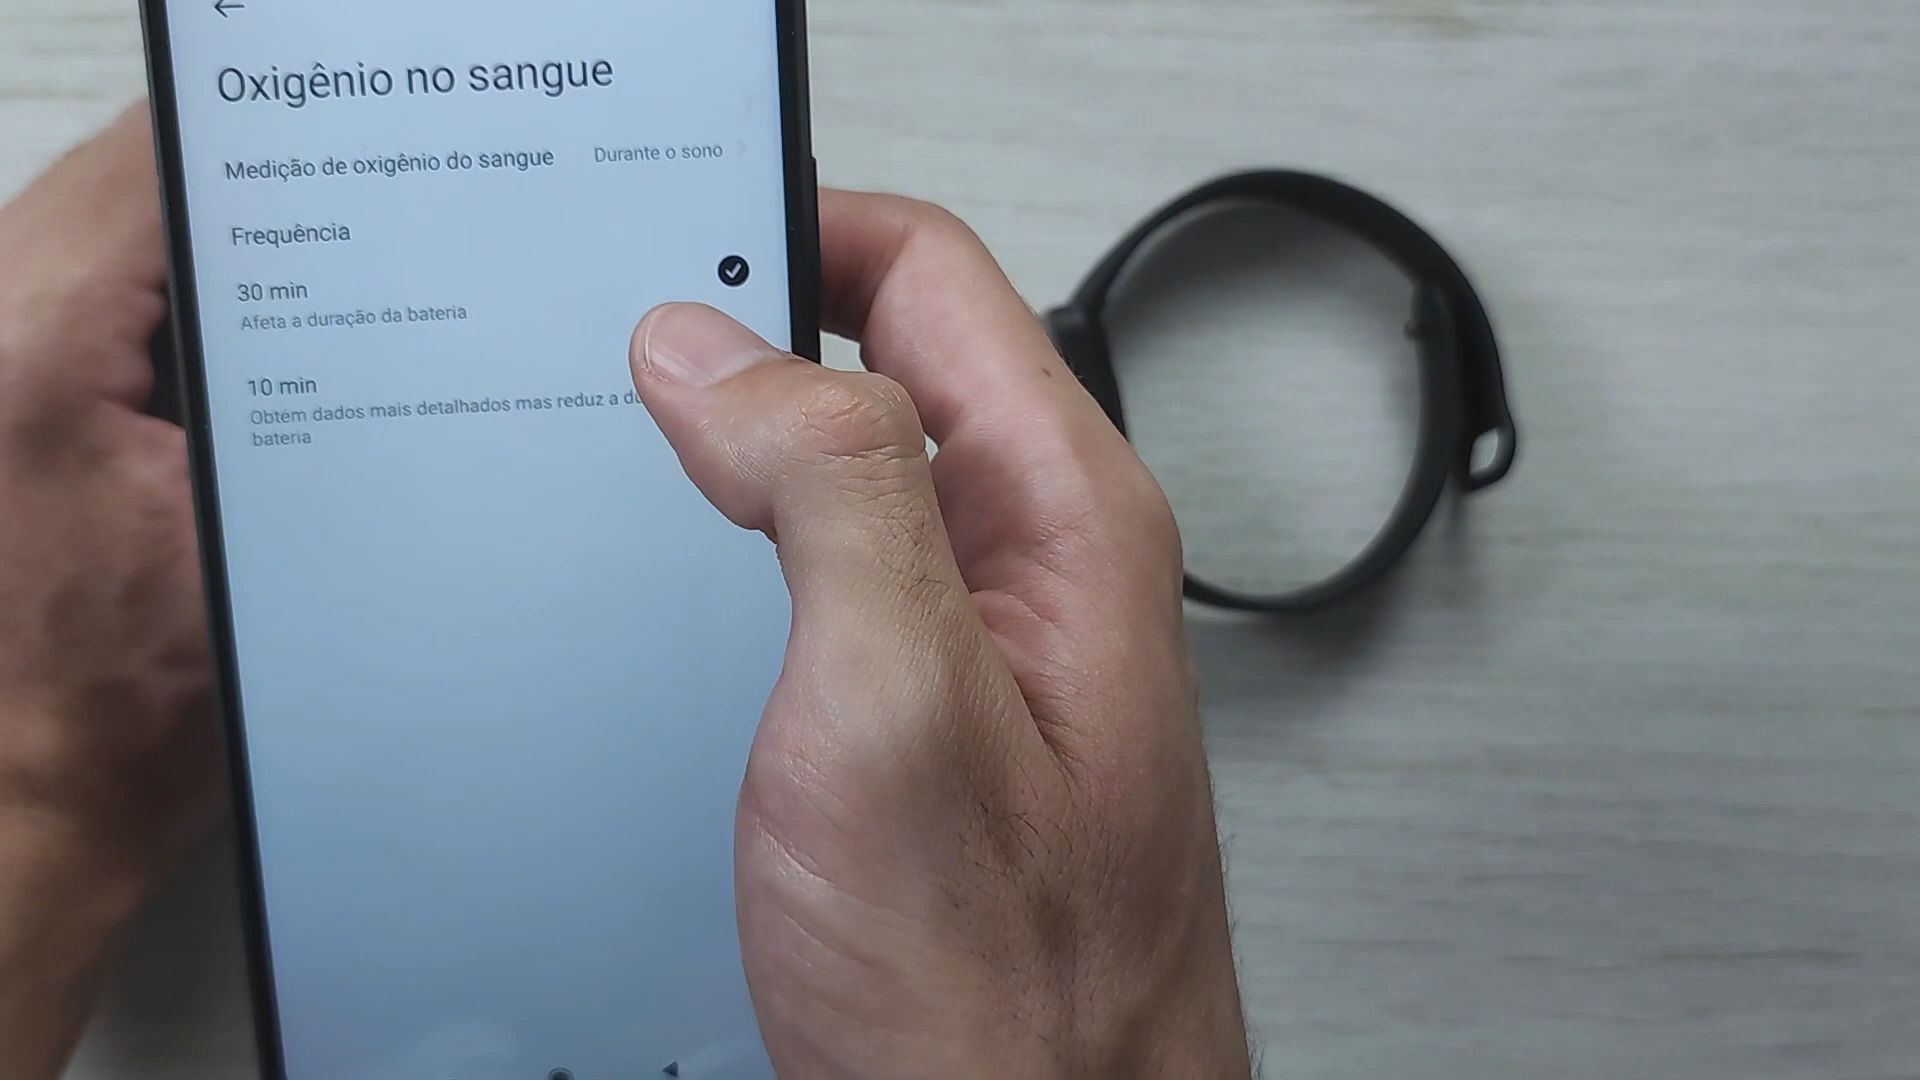 Oxigênio no sangue
Medição de oxigênio do sangue Durante o sono
Frequência
30 min
Afeta a duração da bateria
10 min
Obtém dados mais detalhados mas reduz a
bateria